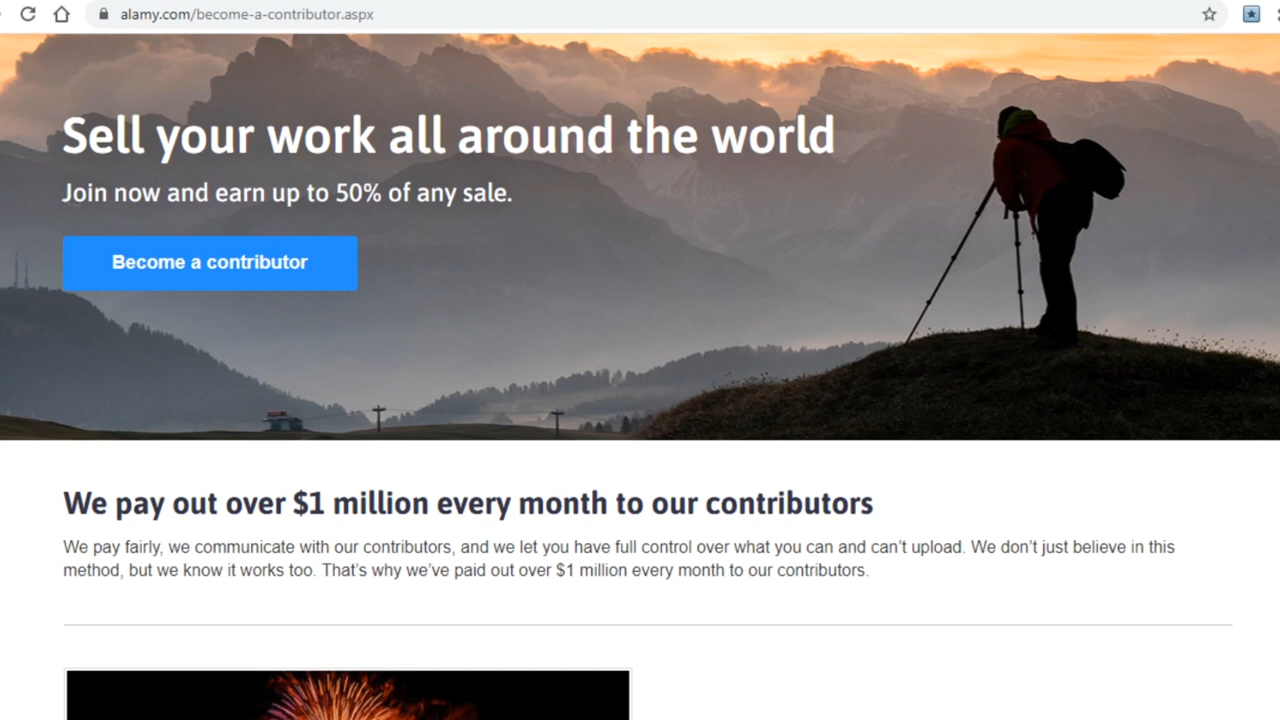 alamy.com/become-a-contributor.aspx
Sell your work all around the world
Join now and earn up to 50% of any sale.
Become a contributor
We pay out over $1 million every month to our contributors
We pay fairly, we communicate with our contributors, and we let you have full control over what you can and can’t upload. We don’t just believe in this
method, but we know it works too. That’s why we’ve paid out over $1 million every month to our contributors.